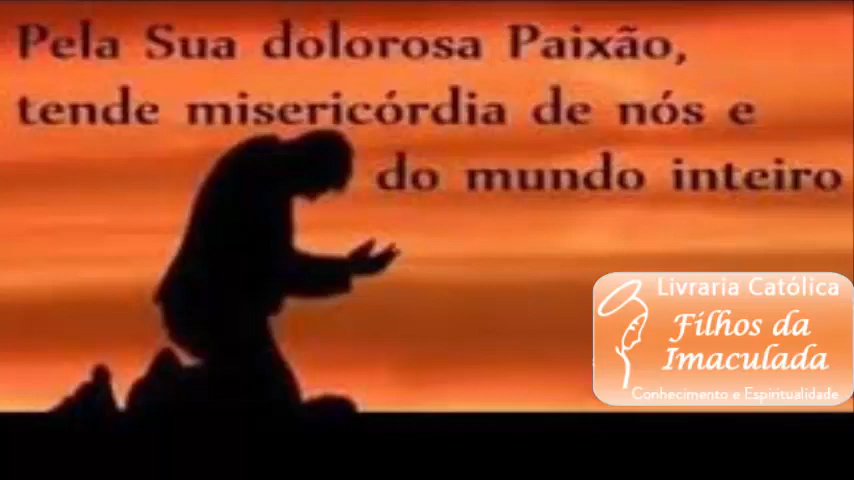 Pela Sua dolorosa Paixão,
tende misericórdia de nós e
do mundo inteiro
Livraria Católica
Filhos da
Imaculada
Conhecimento e Espiritualidade